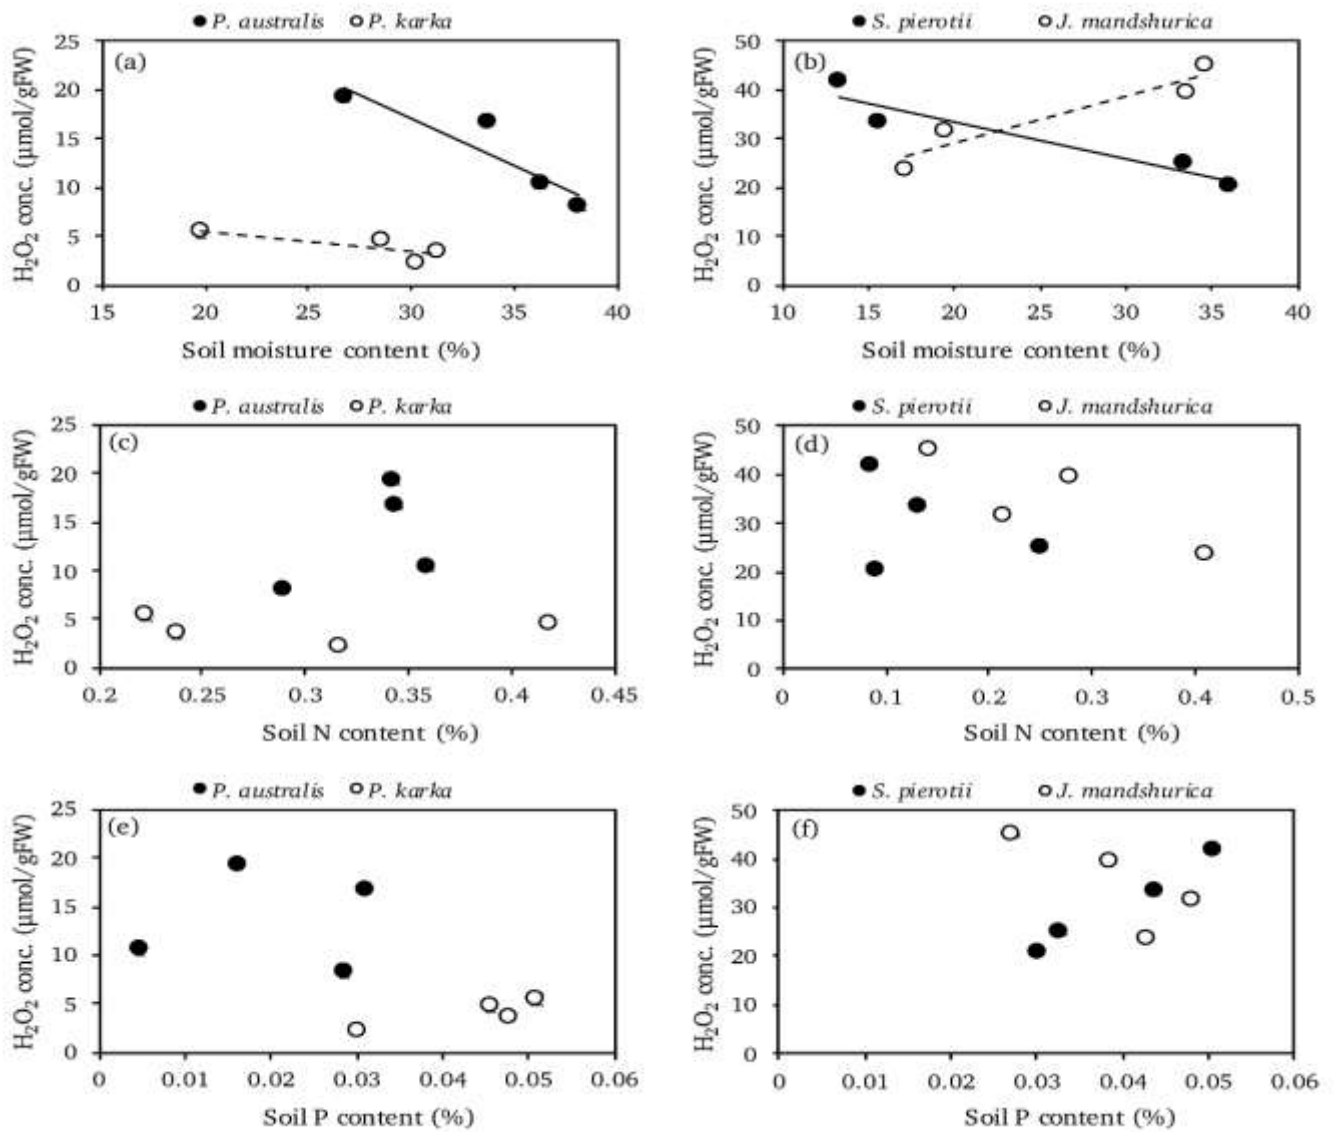 ● P. australis ○ P. karka
(a)
H₂O₂ conc. (µmol/gFW)
25
20
15
10
5
0
15 20 25 30 35 40
Soil moisture content (%)
● S. pierotii ○ J. mandshurica
(b)
H₂O₂ conc. (µmol/gFW)
50
40
30
20
10
0
10 15 20 25 30 35 40
Soil moisture content (%)
● P. australis ○ P. karka
(c)
H₂O₂ conc. (µmol/gFW)
25
20
15
10
5
0
0.2 0.25 0.3 0.35 0.4 0.45
Soil N content (%)
● S. pierotii ○ J. mandshurica
(d)
H₂O₂ conc. (µmol/gFW)
50
40
30
20
10
0
0 0.1 0.2 0.3 0.4 0.5
Soil N content (%)
● P. australis ○ P. karka
(e)
H₂O₂ conc. (µmol/gFW)
25
20
15
10
5
0
0 0.01 0.02 0.03 0.04 0.05 0.06
Soil P content (%)
● S. pierotii ○ J. mandshurica
(f)
H₂O₂ conc. (µmol/gFW)
50
40
30
20
10
0
0 0.01 0.02 0.03 0.04 0.05 0.06
Soil P content (%)